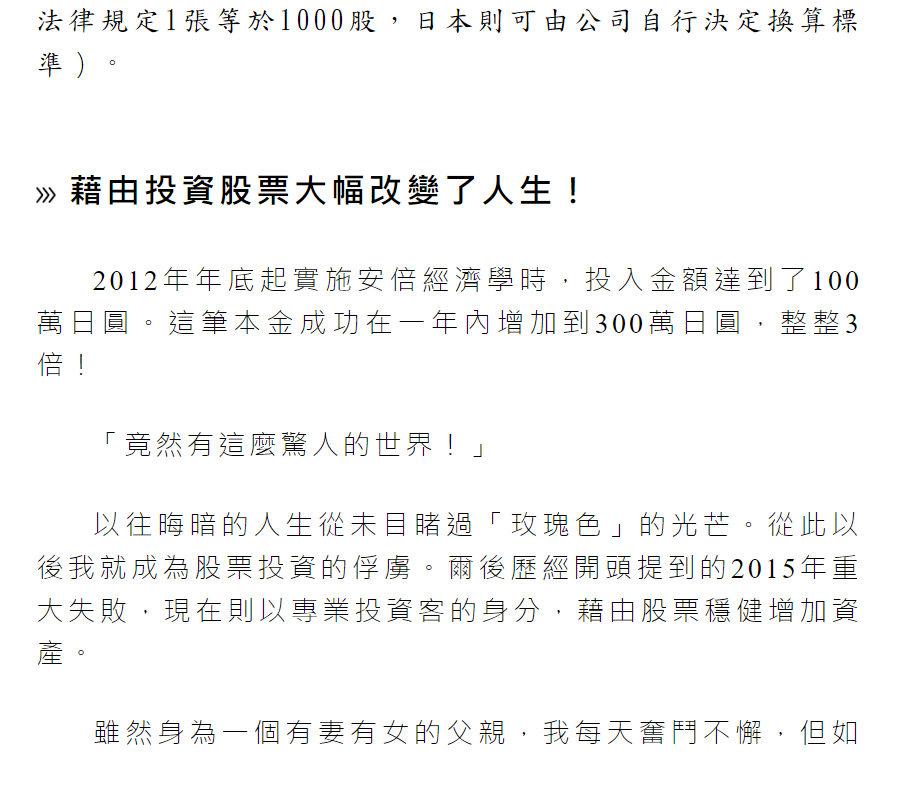 法律規定1張等於1000股，日本則可由公司自行決定換算標
準）。
››› 藉由投資股票大幅改變了人生！
2012年年底起實施安倍經濟學時，投入金額達到了100
萬日圓。這筆本金成功在一年內增加到300萬日圓，整整3
倍！
「竟然有這麼驚人的世界！」
以往晦暗的人生從未目睹過「玫瑰色」的光芒。從此以
後我就成為股票投資的俘虜。爾後歷經開頭提到的2015年重
大失敗，現在則以專業投資客的身分，藉由股票穩健增加資
產。
雖然身為一個有妻有女的父親，我每天奮鬥不懈，但如